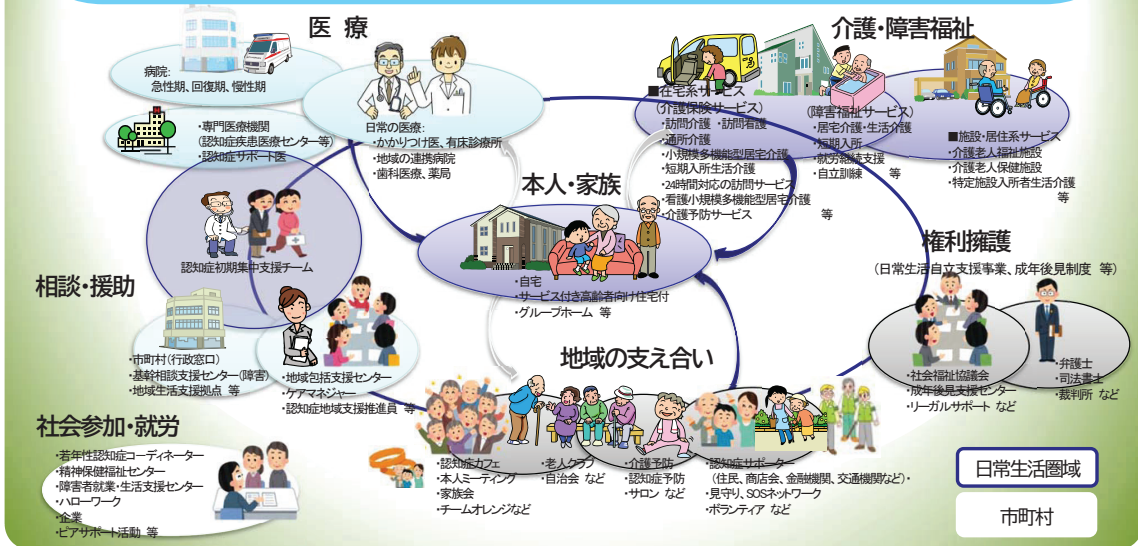 医 療
病院:
急性期、回復期、慢性期
・専門医療機関
(認知症疾患医療センター等)
・認知症サポート医
日常の医療:
・かかりつけ医、有床診療所
・地域の連携病院
・歯科医療、薬局
介護・障害福祉
■在宅系サービス
(介護保険サービス)
・訪問介護 ・訪問看護
・通所介護
・小規模多機能型居宅介護
・短期入所生活介護
・24時間対応の訪問サービス
・看護小規模多機能型居宅介護
・介護予防サービス 等
(障害福祉サービス)
・居宅介護・生活介護
・短期入所
・就労継続支援
・自立訓練 等
■施設・居住系サービス
・介護老人福祉施設
・介護老人保健施設
・特定施設入所者生活介護
等
本人・家族
・自宅
・サービス付き高齢者向け住宅付
・グループホーム 等
認知症初期集中支援チーム
相談・援助
・市町村(行政窓口)
・基幹相談支援センター(障害)
・地域生活支援拠点 等
・地域包括支援センター
・ケアマネジャー
・認知症地域支援推進員 等
権利擁護
(日常生活自立支援事業、成年後見制度 等)
・社会福祉協議会
・成年後見支援センター
・リーガルサポート など
・弁護士
・司法書士
・裁判所 など
地域の支え合い
・認知症カフェ
・本人ミーティング
・家族会
・チームオレンジなど
・老人クラブ
・自治会 など
・介護予防
・認知症予防
・サロン など
・認知症サポーター
(住民、商店会、金融機関、交通機関など)・
・見守り、SOSネットワーク
・ボランティア など
社会参加・就労
・若年性認知症コーディネーター
・精神保健福祉センター
・障害者就業・生活支援センター
・ハローワーク
・企業
・ピアサポート活動 等
日常生活圏域
市町村